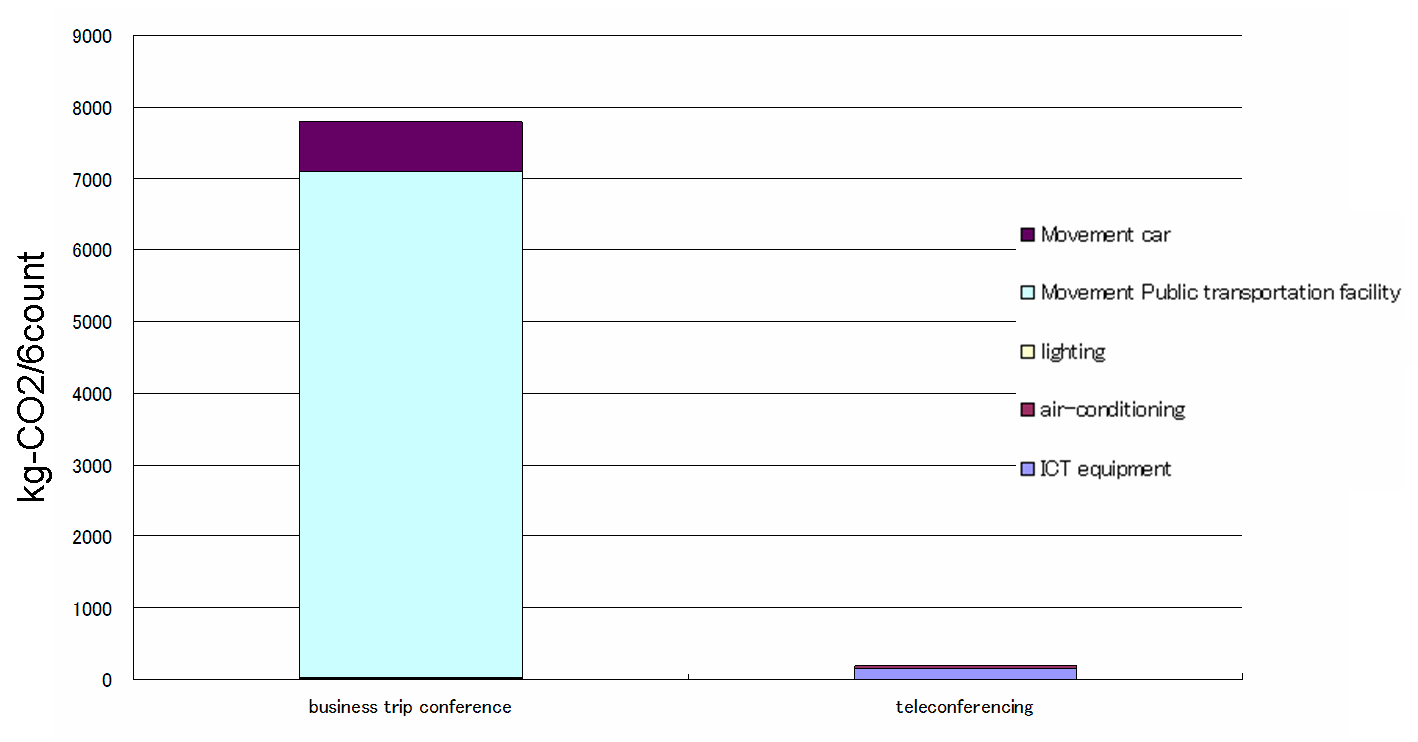 kg-CO2/6count
9000
8000
7000
6000
5000
4000
3000
2000
1000
0
business trip conference
teleconferencing
Movement car
Movement Public transportation facility
lighting
air-conditioning
ICT equipment